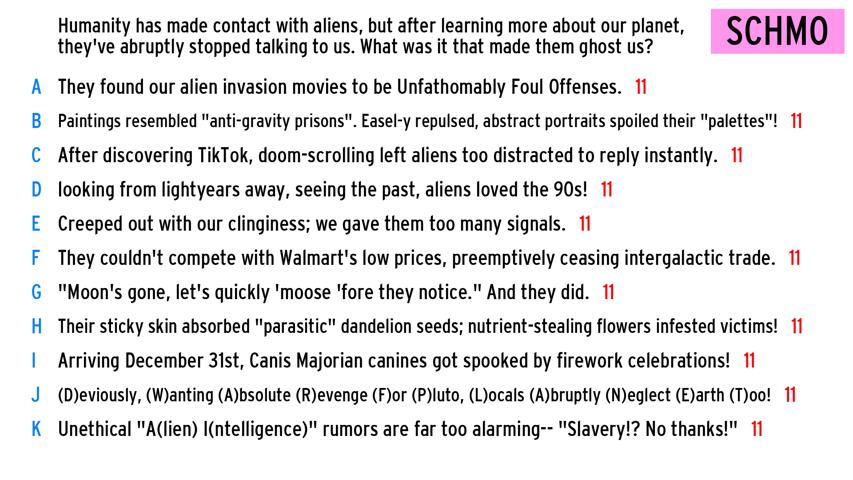 Humanity has made contact with aliens, but after learning more about our planet,
they've abruptly stopped talking to us. What was it that made them ghost us?
SCHMO
A They found our alien invasion movies to be Unfathomably Foul Offenses. 11
B Paintings resembled "anti-gravity prisons". Easel-y repulsed, abstract portraits spoiled their "palettes"! 11
C After discovering TikTok, doom-scrolling left aliens too distracted to reply instantly. 11
D looking from lightyears away, seeing the past, aliens loved the 90s! 11
E Creeped out with our clinginess; we gave them too many signals. 11
F They couldn't compete with Walmart's low prices, preemptively ceasing intergalactic trade. 11
G "Moon's gone, let's quickly 'moose 'fore they notice." And they did. 11
H Their sticky skin absorbed "parasitic" dandelion seeds; nutrient-stealing flowers infested victims! 11
I Arriving December 31st, Canis Majorian canines got spooked by firework celebrations! 11
J (D)eviously, (W)anting (A)bsolute (R)evenge (F)or (P)luto, (L)ocals (A)bruptly (N)eglect (E)arth (T)oo! 11
K Unethical "A(lien) I(ntelligence)" rumors are far too alarming-- "Slavery!? No thanks!" 11